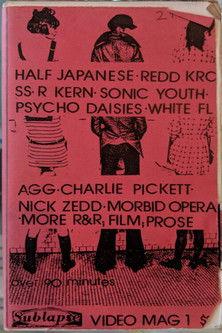 HALF JAPANESE·REDD KRO
SS·R KERN·SONIC YOUTH·
PSYCHO DAISIES·WHITE FL
AGG·CHARLIE PICKETT·
NICK ZEDD·MORBID OPERA
·MORE R&R, FILM, PROSE
over 90 minutes
Sublapse VIDEO MAG 1 $